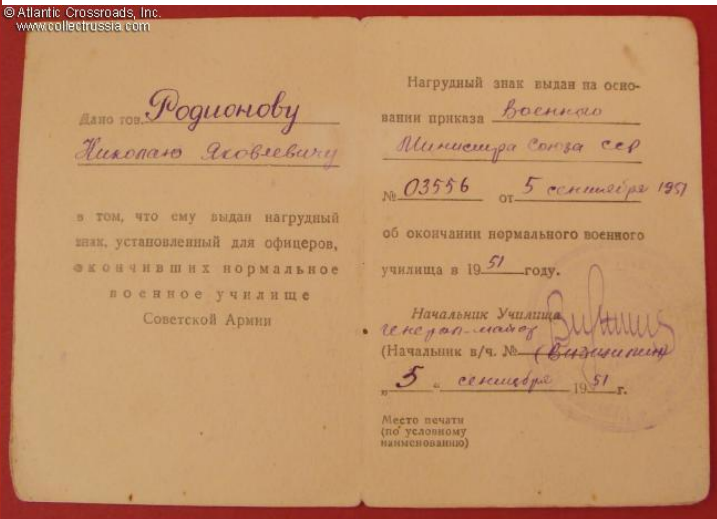 © Atlantic Crossroads, Inc.
www.collectrussia.com
Дано тов. Родионову
Николаю Яковлевичу
в том, что ему выдан нагрудный
знак, установленный для офицеров,
окончивших нормальное
военное училище
Советской Армии
Нагрудный знак выдан на осно-
вании приказа Военного
Министра Союза ССР
№ 03556 от 5 сентября 1951
об окончании нормального военного
училища в 1951 году.
Начальник Училища
генерал-майор
(Начальник в/ч. №
„5“ сентября 1951 г.
Место печати
(по условному
наименованию)